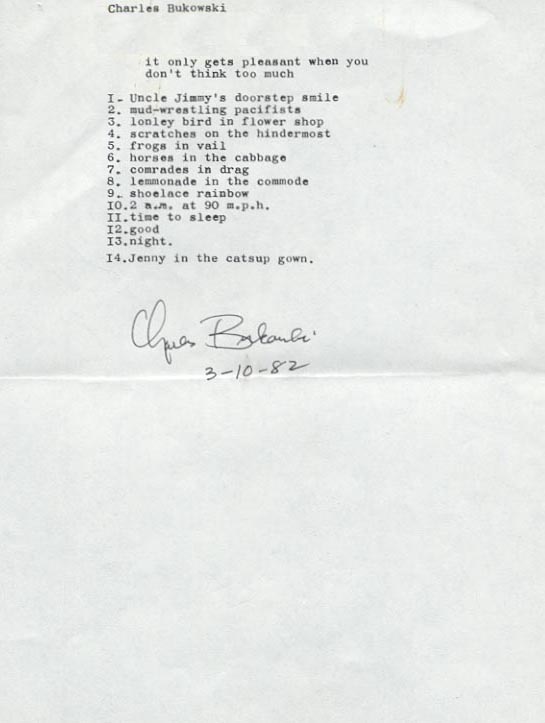 Charles Bukowski
it only gets pleasant when you
don't think too much
I- Uncle Jimmy's doorstep smile
2. mud-wrestling pacifists
3. lonley bird in flower shop
4. scratches on the hindermost
5. frogs in vail
6. horses in the cabbage
7. comrades in drag
8. lemmonade in the commode
9. shoelace rainbow
IO.2 a.m. at 90 m.p.h.
II.time to sleep
I2.good
I3.night.
I4.Jenny in the catsup gown.
Charles Bukowski
3-10-82